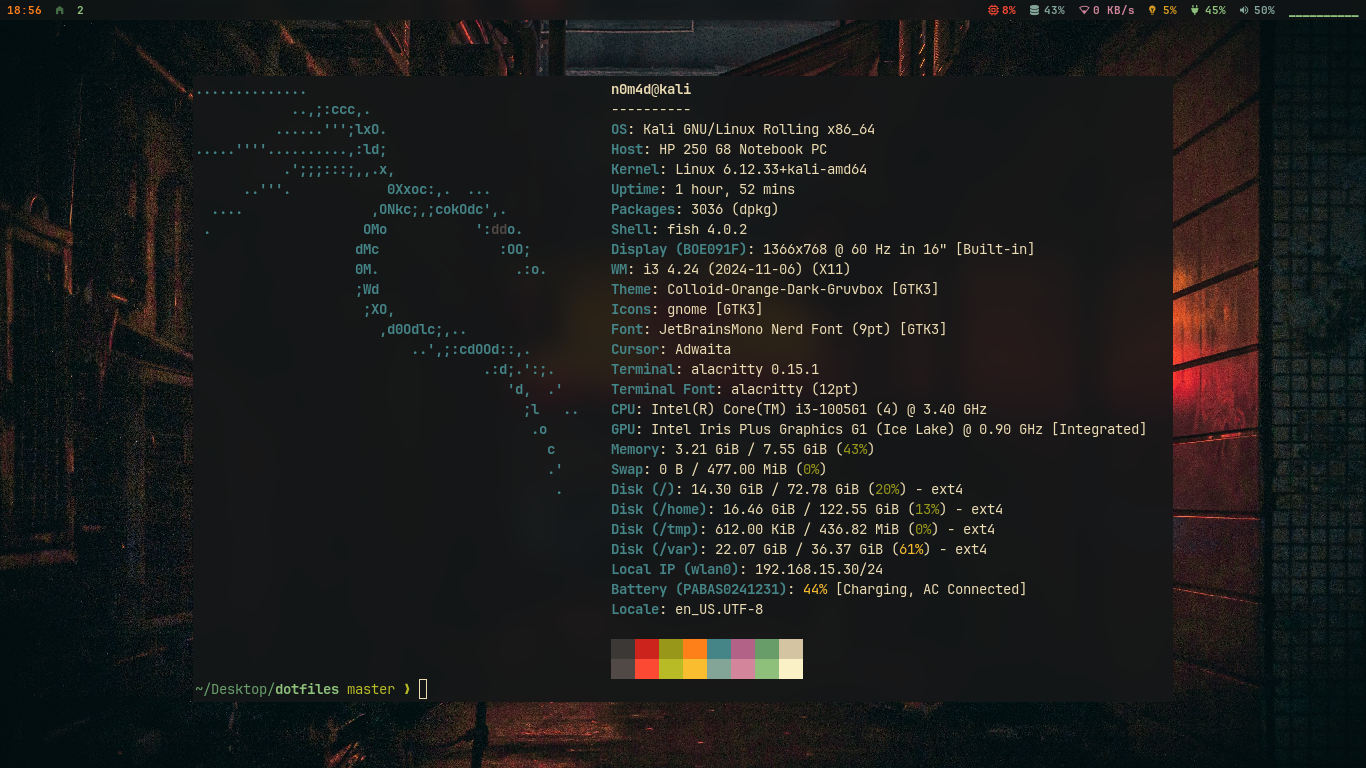 18:56 2 8% 43% 0 KB/s 5% 45% 50%
..............
..,;:ccc,.
......''';lxO.
.....''''..........,:ld;
.';;;:::;,,.x,
..'''. 0Xxoc:,. ...
.... ,ONkc;,;cokOdc',.
. OMo ':ddo.
dMc :OO;
0M. .:o.
;Wd
;XO,
,d0Odlc;,..
..',;:cdOOd::,.
.:d;.':;.
'd, .'
;l ..
.o
c
.'
.
n0m4d@kali
----------
OS: Kali GNU/Linux Rolling x86_64
Host: HP 250 G8 Notebook PC
Kernel: Linux 6.12.33+kali-amd64
Uptime: 1 hour, 52 mins
Packages: 3036 (dpkg)
Shell: fish 4.0.2
Display (BOE091F): 1366x768 @ 60 Hz in 16" [Built-in]
WM: i3 4.24 (2024-11-06) (X11)
Theme: Colloid-Orange-Dark-Gruvbox [GTK3]
Icons: gnome [GTK3]
Font: JetBrainsMono Nerd Font (9pt) [GTK3]
Cursor: Adwaita
Terminal: alacritty 0.15.1
Terminal Font: alacritty (12pt)
CPU: Intel(R) Core(TM) i3-1005G1 (4) @ 3.40 GHz
GPU: Intel Iris Plus Graphics G1 (Ice Lake) @ 0.90 GHz [Integrated]
Memory: 3.21 GiB / 7.55 GiB (43%)
Swap: 0 B / 477.00 MiB (0%)
Disk (/): 14.30 GiB / 72.78 GiB (20%) - ext4
Disk (/home): 16.46 GiB / 122.55 GiB (13%) - ext4
Disk (/tmp): 612.00 KiB / 436.82 MiB (0%) - ext4
Disk (/var): 22.07 GiB / 36.37 GiB (61%) - ext4
Local IP (wlan0): 192.168.15.30/24
Battery (PABAS0241231): 44% [Charging, AC Connected]
Locale: en_US.UTF-8
~/Desktop/dotfiles master ❯